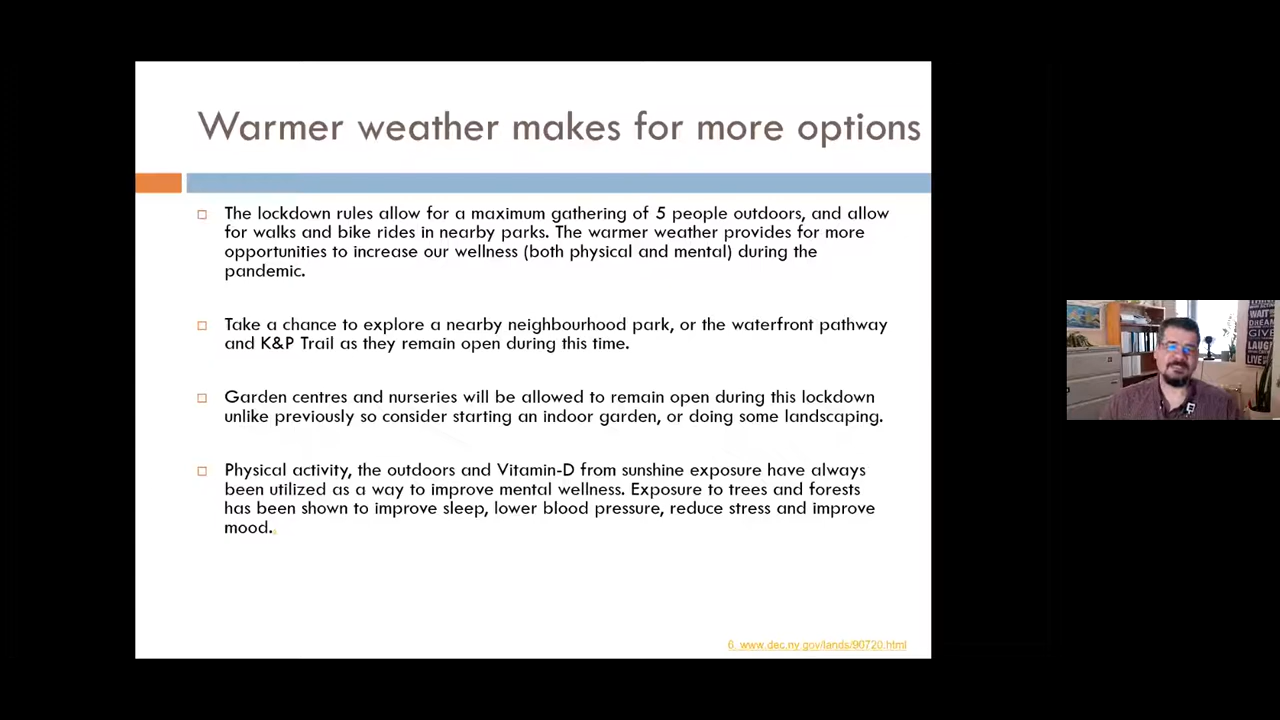 Warmer weather makes for more options
The lockdown rules allow for a maximum gathering of 5 people outdoors, and allow
for walks and bike rides in nearby parks. The warmer weather provides for more
opportunities to increase our wellness (both physical and mental) during the
pandemic.
Take a chance to explore a nearby neighbourhood park, or the waterfront pathway
and K&P Trail as they remain open during this time.
Garden centres and nurseries will be allowed to remain open during this lockdown
unlike previously so consider starting an indoor garden, or doing some landscaping.
Physical activity, the outdoors and Vitamin-D from sunshine exposure have always
been utilized as a way to improve mental wellness. Exposure to trees and forests
has been shown to improve sleep, lower blood pressure, reduce stress and improve
mood.
6. www.dec.ny.gov/lands/90720.html
WAIT
DREAM
GIVE
LAUGH
LIVE